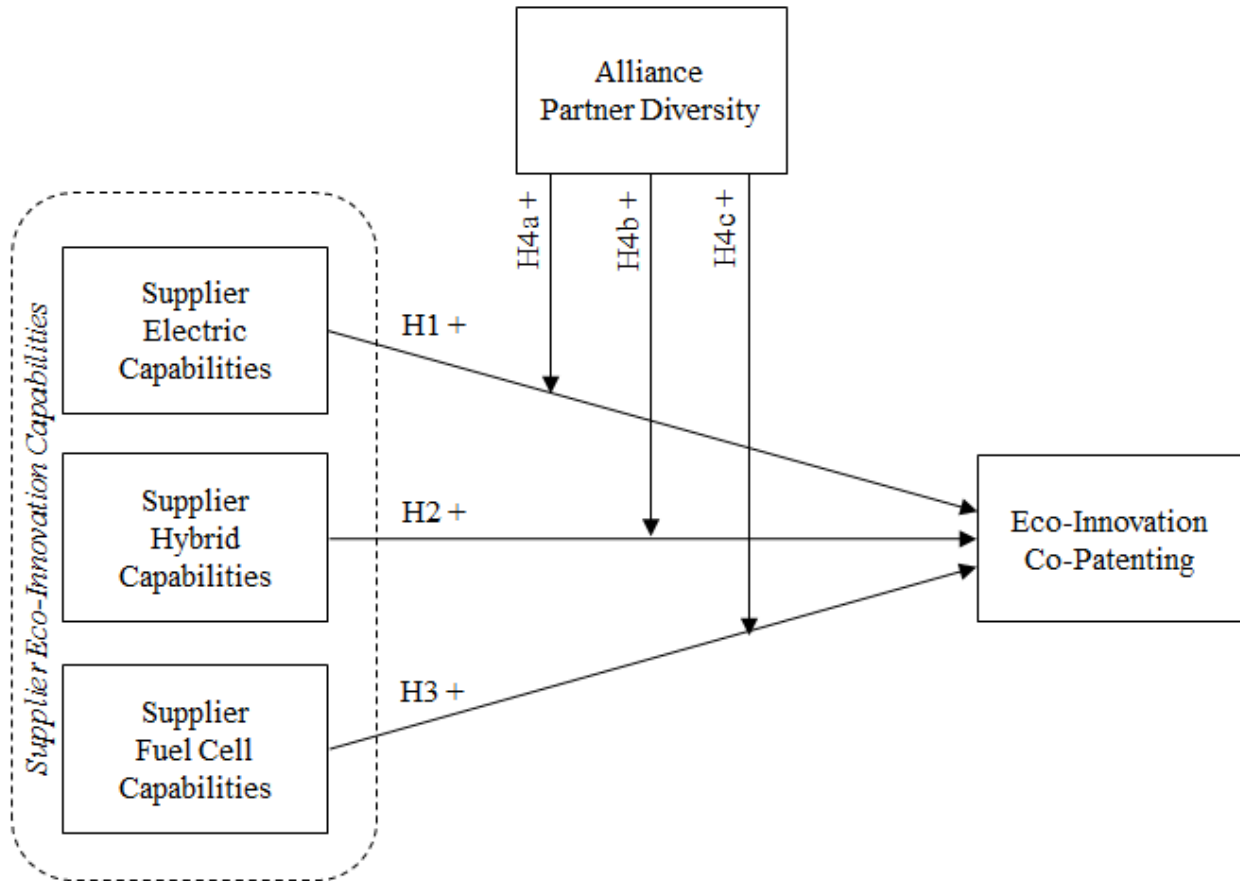 Alliance
Partner Diversity
H4a +
H4b +
H4c +
Supplier Eco-Innovation Capabilities
Supplier
Electric
Capabilities
H1 +
Supplier
Hybrid
Capabilities
H2 +
Eco-Innovation
Co-Patenting
Supplier
Fuel Cell
Capabilities
H3 +